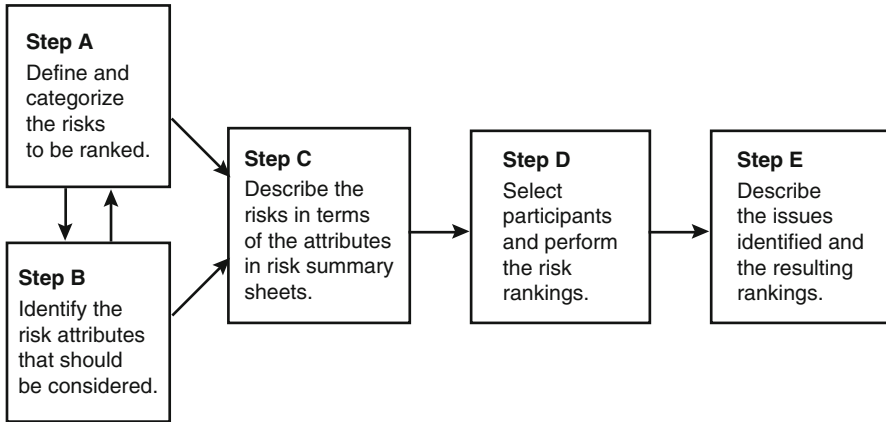 Step A
Define and
categorize
the risks
to be ranked.
Step B
Identify the
risk attributes
that should
be considered.
Step C
Describe the
risks in terms
of the attributes
in risk summary
sheets.
Step D
Select
participants
and perform
the risk
rankings.
Step E
Describe
the issues
identified and
the resulting
rankings.